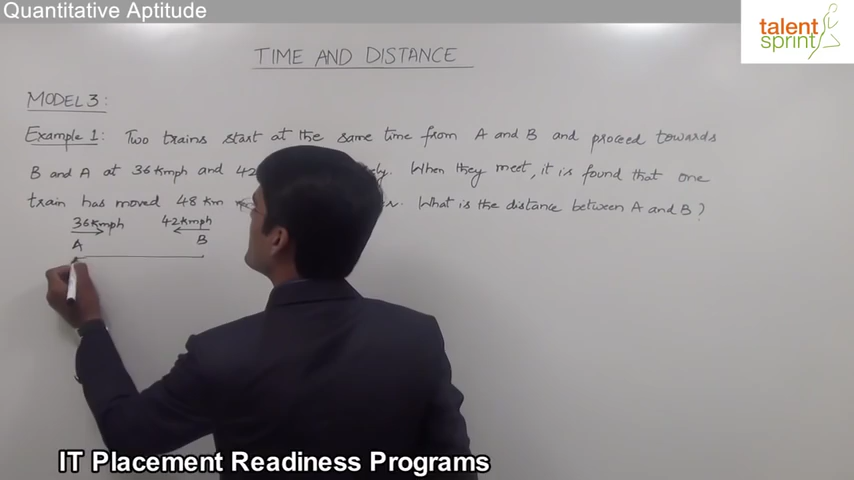 Quantitative Aptitude
talent
sprint
TIME AND DISTANCE
MODEL 3:
Example 1: Two trains start at the same time from A and B and proceed towards
B and A at 36 Kmph and 42 When they meet, it is found that one
train has moved 48 Km What is the distance between A and B?
36 Kmph 42 Kmph
A B
IT Placement Readiness Programs